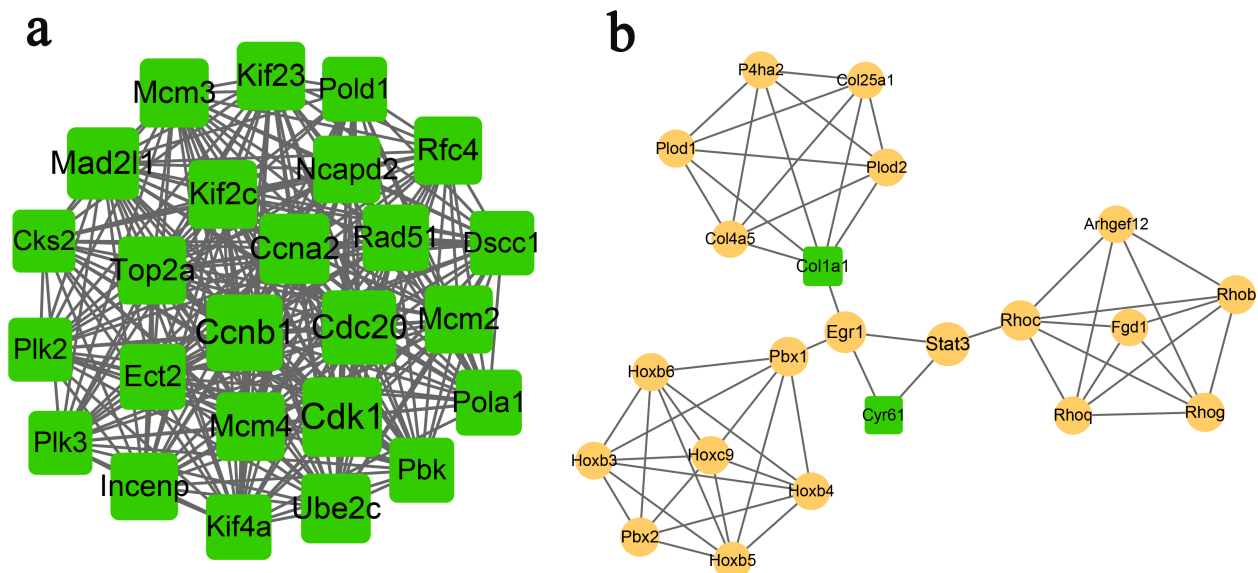 a
Kif23
Mcm3
Pold1
Rfc4
Mad2l1
Ncapd2
Kif2c
Cks2
Ccna2
Rad51
Dscc1
Top2a
Ccnb1
Cdc20
Mcm2
Plk2
Ect2
Pola1
Mcm4
Cdk1
Plk3
Pbk
Incenp
Ube2c
Kif4a
b
P4ha2
Col25a1
Plod1
Plod2
Col4a5
Col1a1
Arhgef12
Rhob
Rhoc
Fgd1
Egr1
Stat3
Pbx1
Hoxb6
Cyr61
Rhoq
Rhog
Hoxb3
Hoxc9
Hoxb4
Pbx2
Hoxb5